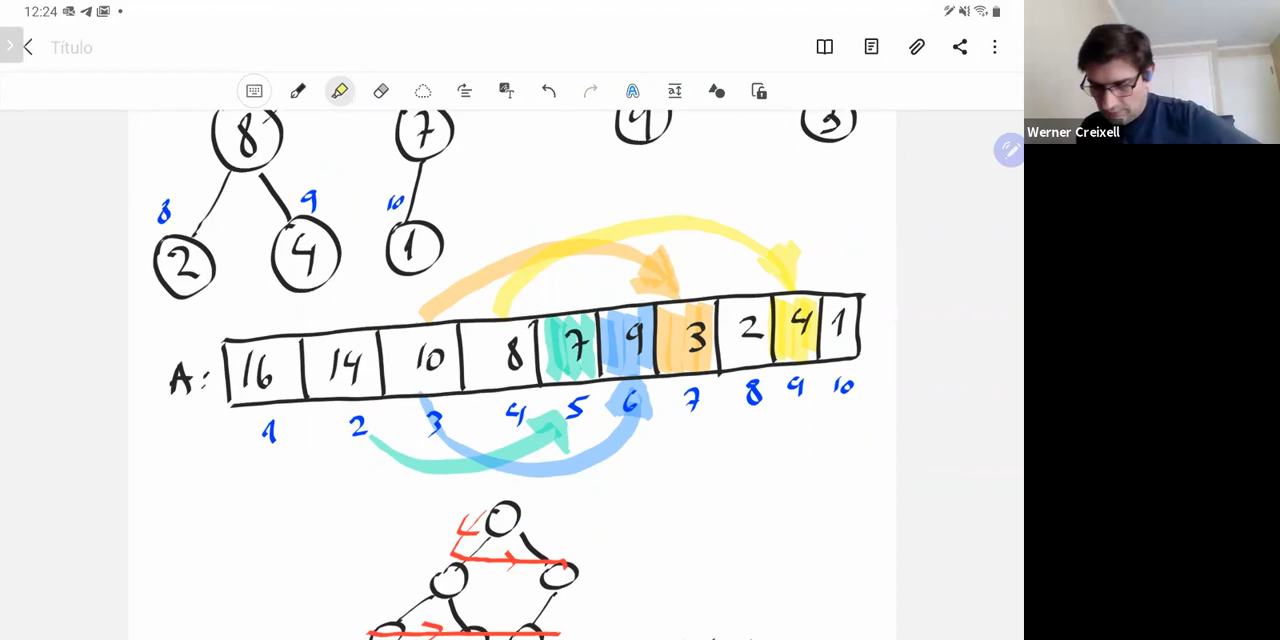 12:24
Título
Werner Creixell
8 7 9 3
8 9 10
2 4 1
A: 16 14 10 8 7 9 3 2 4 1
1 2 3 4 5 6 7 8 9 10